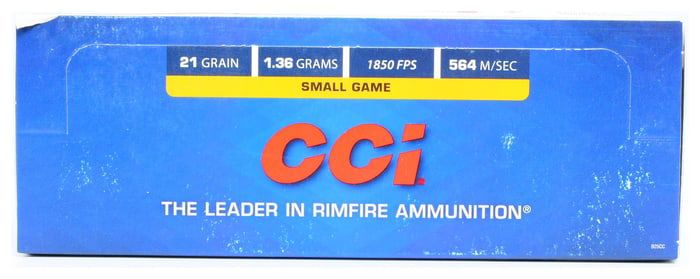 21 GRAIN 1.36 GRAMS 1850 FPS 564 M/SEC
SMALL GAME
CCi
THE LEADER IN RIMFIRE AMMUNITION®